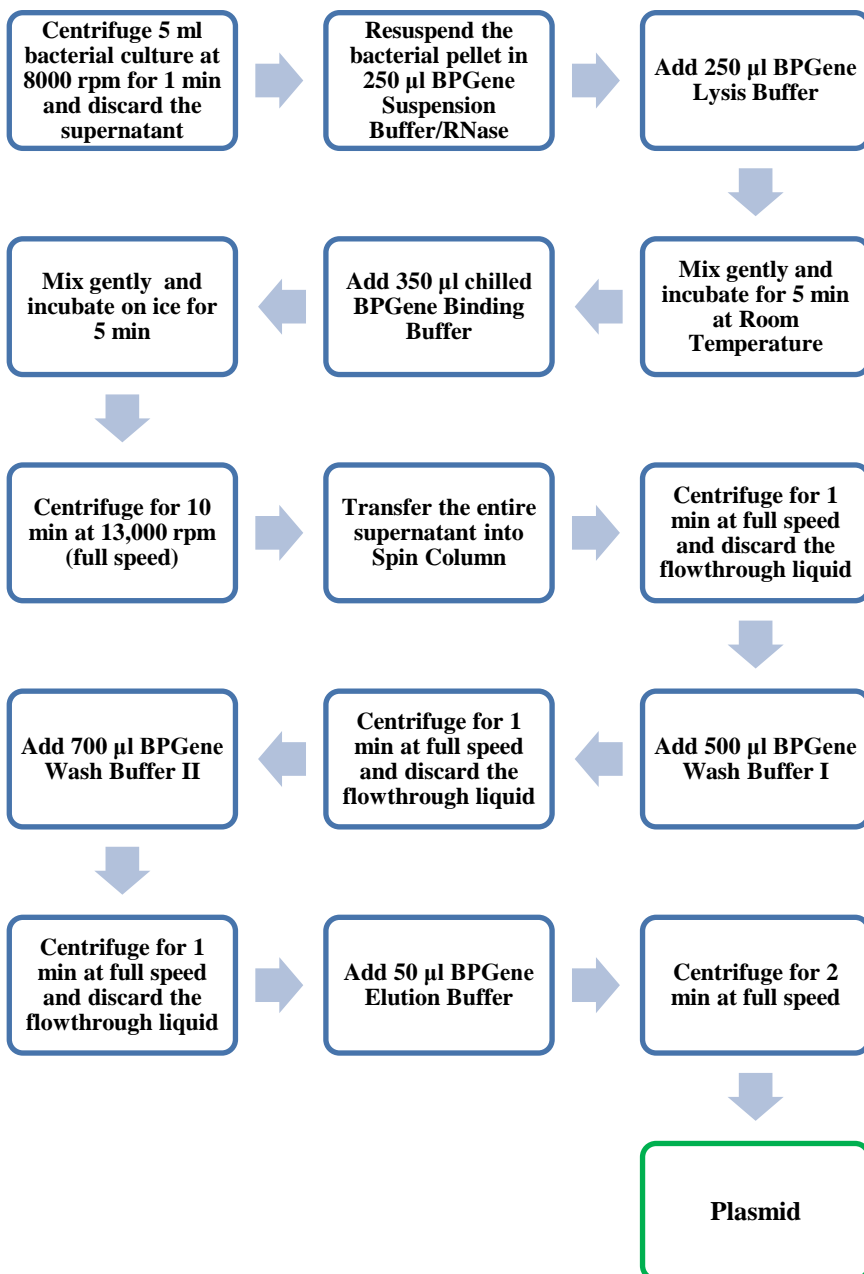 Centrifuge 5 ml
bacterial culture at
8000 rpm for 1 min
and discard the
supernatant
Resuspend the
bacterial pellet in
250 µl BPGene
Suspension
Buffer/RNase
Add 250 µl BPGene
Lysis Buffer
Mix gently and
incubate for 5 min
at Room
Temperature
Add 350 µl chilled
BPGene Binding
Buffer
Mix gently and
incubate on ice for
5 min
Centrifuge for 10
min at 13,000 rpm
(full speed)
Transfer the entire
supernatant into
Spin Column
Centrifuge for 1
min at full speed
and discard the
flowthrough liquid
Add 500 µl BPGene
Wash Buffer I
Centrifuge for 1
min at full speed
and discard the
flowthrough liquid
Add 700 µl BPGene
Wash Buffer II
Centrifuge for 1
min at full speed
and discard the
flowthrough liquid
Add 50 µl BPGene
Elution Buffer
Centrifuge for 2
min at full speed
Plasmid